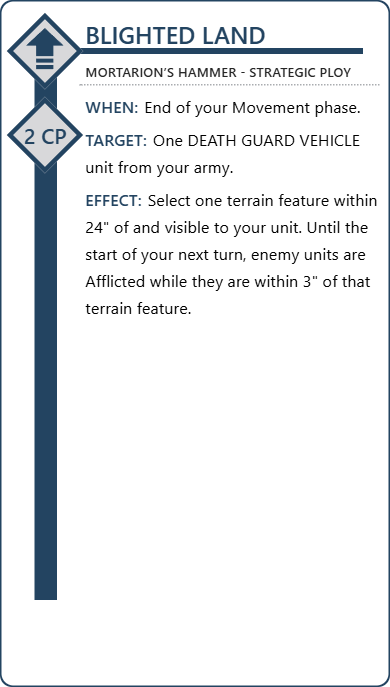 BLIGHTED LAND
MORTARION’S HAMMER - STRATEGIC PLOY
WHEN: End of your Movement phase.
2 CP
TARGET: One DEATH GUARD VEHICLE
unit from your army.
EFFECT: Select one terrain feature within
24" of and visible to your unit. Until the
start of your next turn, enemy units are
Afflicted while they are within 3" of that
terrain feature.